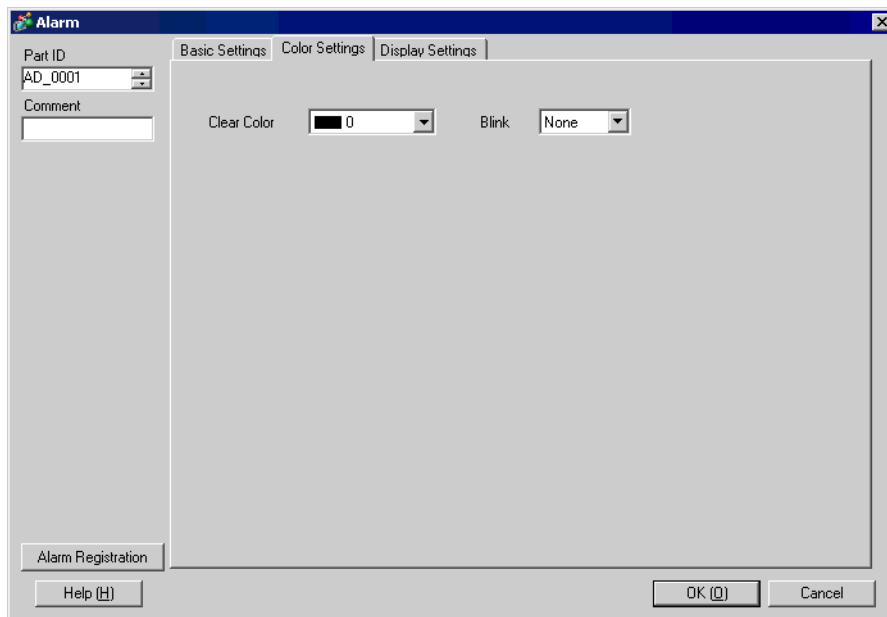 Alarm
Part ID
AD_0001
Comment
Basic Settings
Color Settings
Display Settings
Clear Color
0
Blink
None
Alarm Registration
Help (H)
OK (O)
Cancel